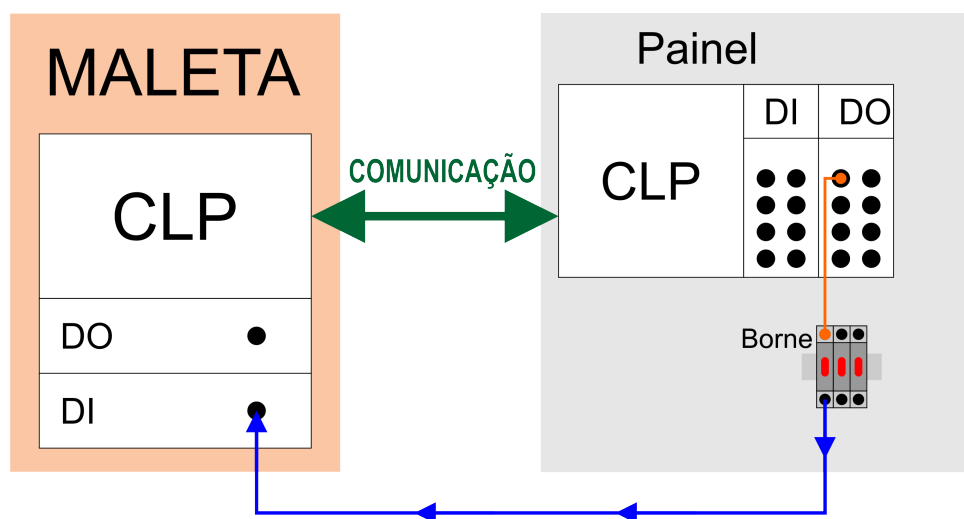 MALETA
CLP
DO
DI
COMUNICAÇÃO
Painel
CLP
DI
DO
Borne